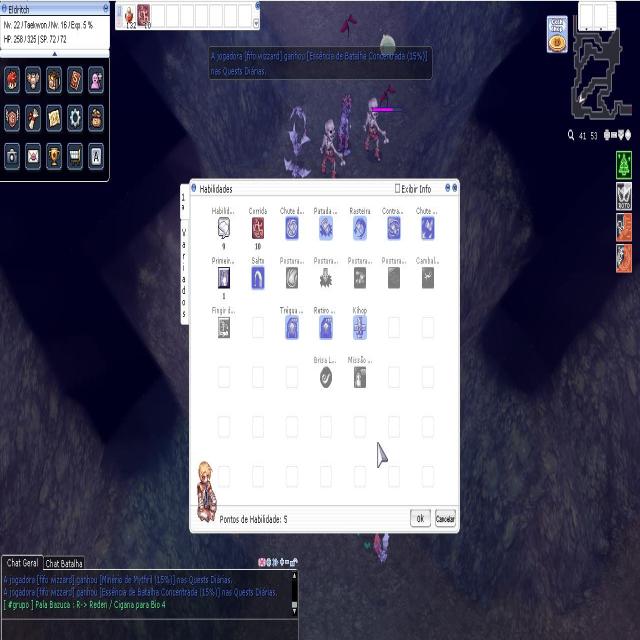 Eldritch
Nv. 22 / Taekwon / Nv. 16 / Exp. 5 %
HP. 258 / 325 | SP. 72 / 72
132 10
A jogadora [fifo wizzard] ganhou [Essência de Batalha Concentrada (15%)]
nas Quests Diárias.
41 53
ROTO
Habilidades
Exibir Info
1ª
Variados
Habilid... Corrida Chute d... Patada ... Rasteira Contra... Chute ...
9 10
Primeir... Salto Postura... Postura... Postura... Postura... Cambal...
1
Fingir d... Trégua ... Retiro ... Kihop
Brisa L... Missão ...
Pontos de Habilidade: 5
Ok Cancelar
Chat Geral Chat Batalha
A jogadora [fifo wizzard] ganhou [Minério de Mythril (15%)] nas Quests Diárias.
A jogadora [fifo wizzard] ganhou [Essência de Batalha Concentrada (15%)] nas Quests Diárias.
[ #grupo ] Pala Bazuca : R-> Reden / Cigana para Bio 4